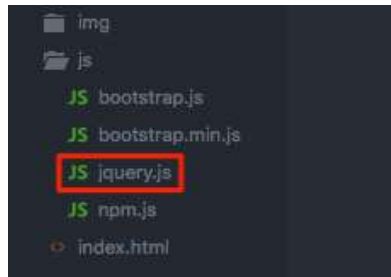 img
js
JS bootstrap.js
JS bootstrap.min.js
JS jquery.js
JS npm.js
<> index.html